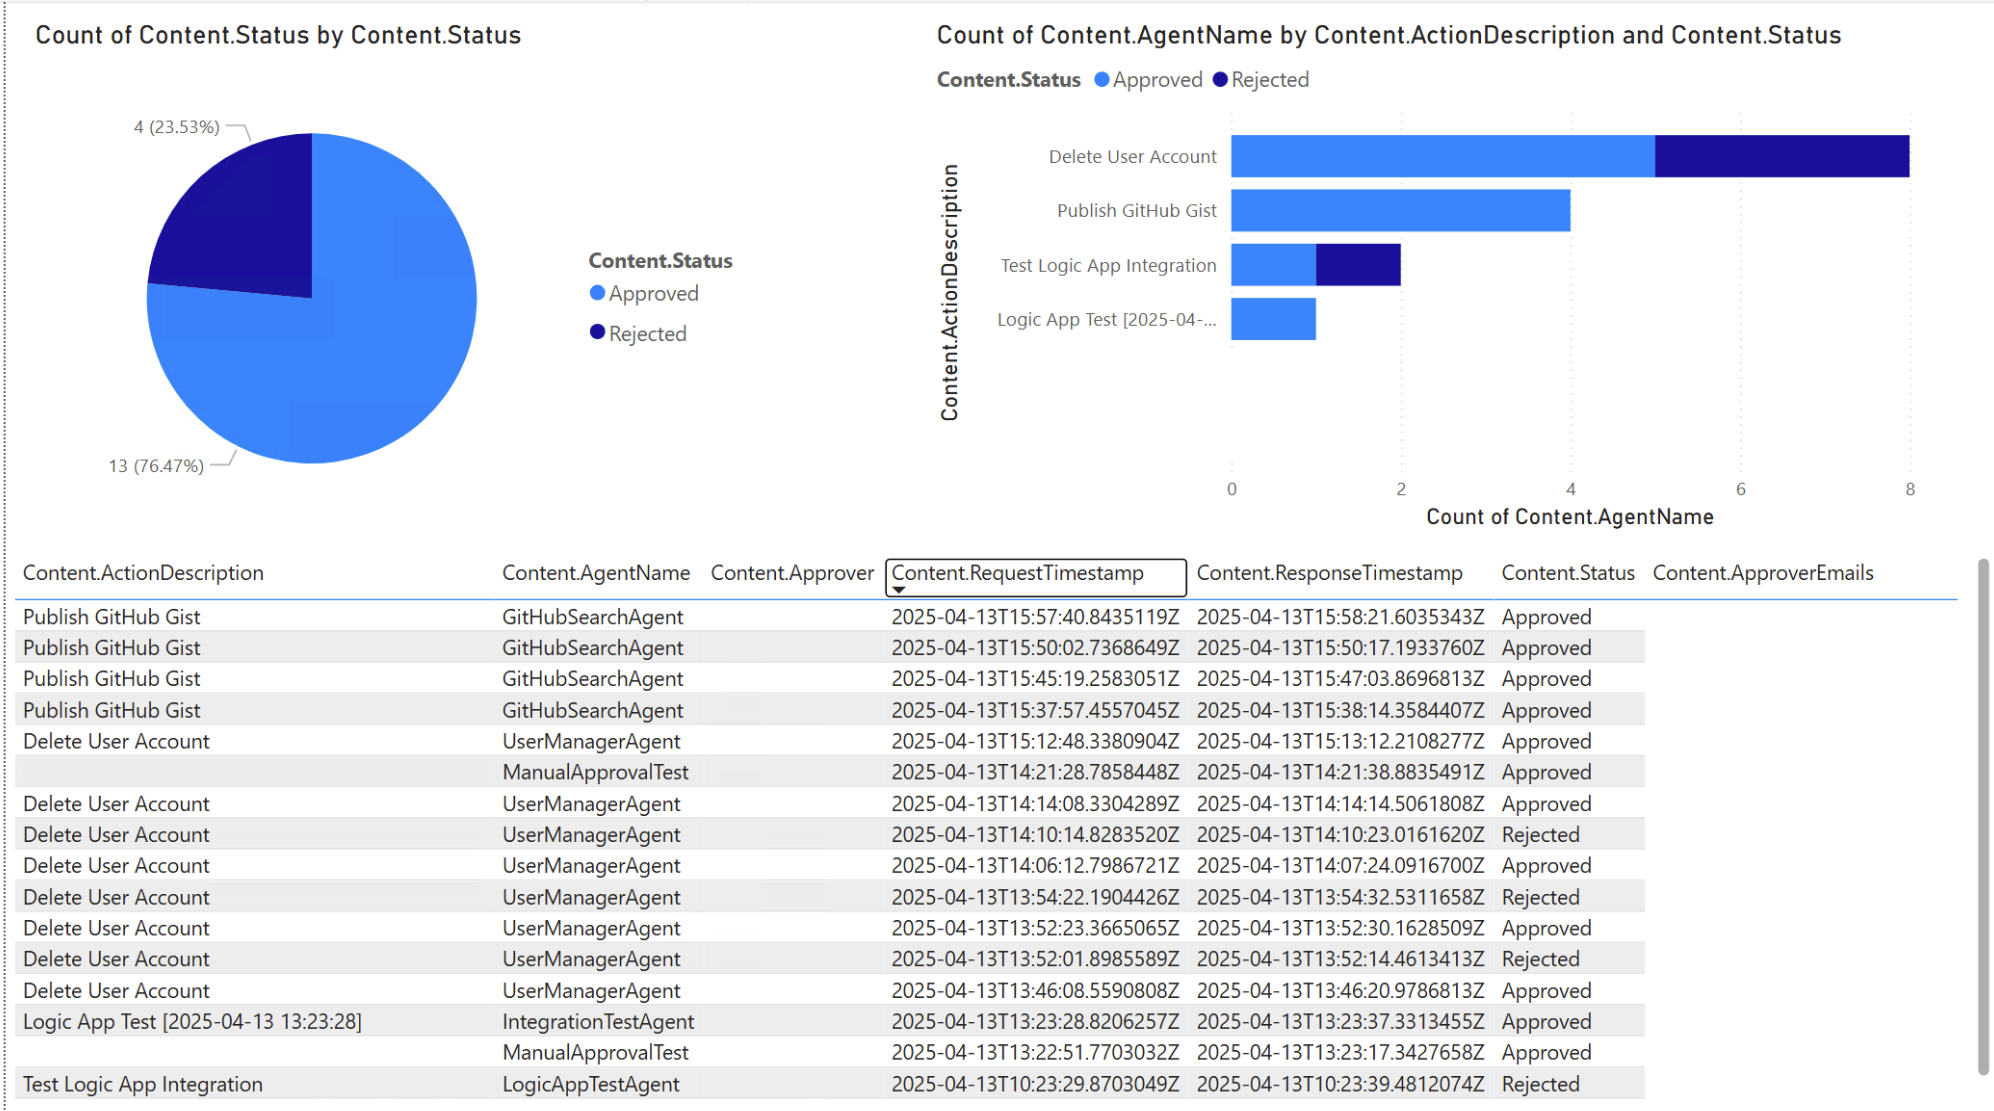 Count of Content.Status by Content.Status
4 (23.53%)
13 (76.47%)
Content.Status
Approved
Rejected
Count of Content.AgentName by Content.ActionDescription and Content.Status
Content.Status Approved Rejected
Content.ActionDescription
Delete User Account
Publish GitHub Gist
Test Logic App Integration
Logic App Test [2025-04-...
0 2 4 6 8
Count of Content.AgentName
Content.ActionDescription Content.AgentName Content.Approver Content.RequestTimestamp Content.ResponseTimestamp Content.Status Content.ApproverEmails
Publish GitHub Gist GitHubSearchAgent 2025-04-13T15:57:40.8435119Z 2025-04-13T15:58:21.6035343Z Approved
Publish GitHub Gist GitHubSearchAgent 2025-04-13T15:50:02.7368649Z 2025-04-13T15:50:17.1933760Z Approved
Publish GitHub Gist GitHubSearchAgent 2025-04-13T15:45:19.2583051Z 2025-04-13T15:47:03.8696813Z Approved
Publish GitHub Gist GitHubSearchAgent 2025-04-13T15:37:57.4557045Z 2025-04-13T15:38:14.3584407Z Approved
Delete User Account UserManagerAgent 2025-04-13T15:12:48.3380904Z 2025-04-13T15:13:12.2108277Z Approved
ManualApprovalTest 2025-04-13T14:21:28.7858448Z 2025-04-13T14:21:38.8835491Z Approved
Delete User Account UserManagerAgent 2025-04-13T14:14:08.3304289Z 2025-04-13T14:14:14.5061808Z Approved
Delete User Account UserManagerAgent 2025-04-13T14:10:14.8283520Z 2025-04-13T14:10:23.0161620Z Rejected
Delete User Account UserManagerAgent 2025-04-13T14:06:12.7986721Z 2025-04-13T14:07:24.0916700Z Approved
Delete User Account UserManagerAgent 2025-04-13T13:54:22.1904426Z 2025-04-13T13:54:32.5311658Z Rejected
Delete User Account UserManagerAgent 2025-04-13T13:52:23.3665065Z 2025-04-13T13:52:30.1628509Z Approved
Delete User Account UserManagerAgent 2025-04-13T13:52:01.8985589Z 2025-04-13T13:52:14.4613413Z Rejected
Delete User Account UserManagerAgent 2025-04-13T13:46:08.5590808Z 2025-04-13T13:46:20.9786813Z Approved
Logic App Test [2025-04-13 13:23:28] IntegrationTestAgent 2025-04-13T13:23:28.8206257Z 2025-04-13T13:23:37.3313455Z Approved
ManualApprovalTest 2025-04-13T13:22:51.7703032Z 2025-04-13T13:23:17.3427658Z Approved
Test Logic App Integration LogicAppTestAgent 2025-04-13T10:23:29.8703049Z 2025-04-13T10:23:39.4812074Z Rejected